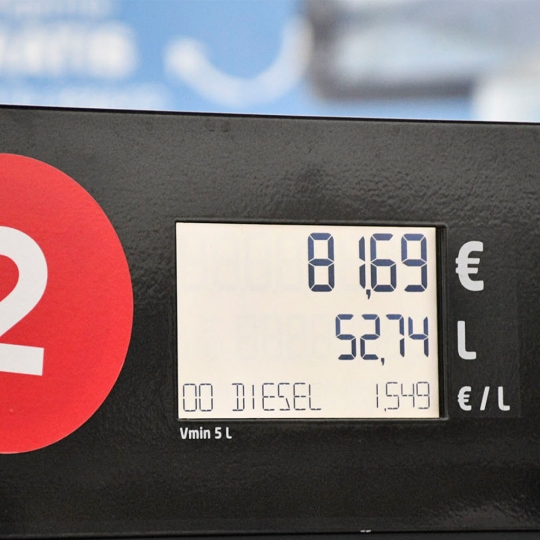 2
81,69 €
52,74 L
00 DIESEL 1,549 € / L
Vmin 5 L